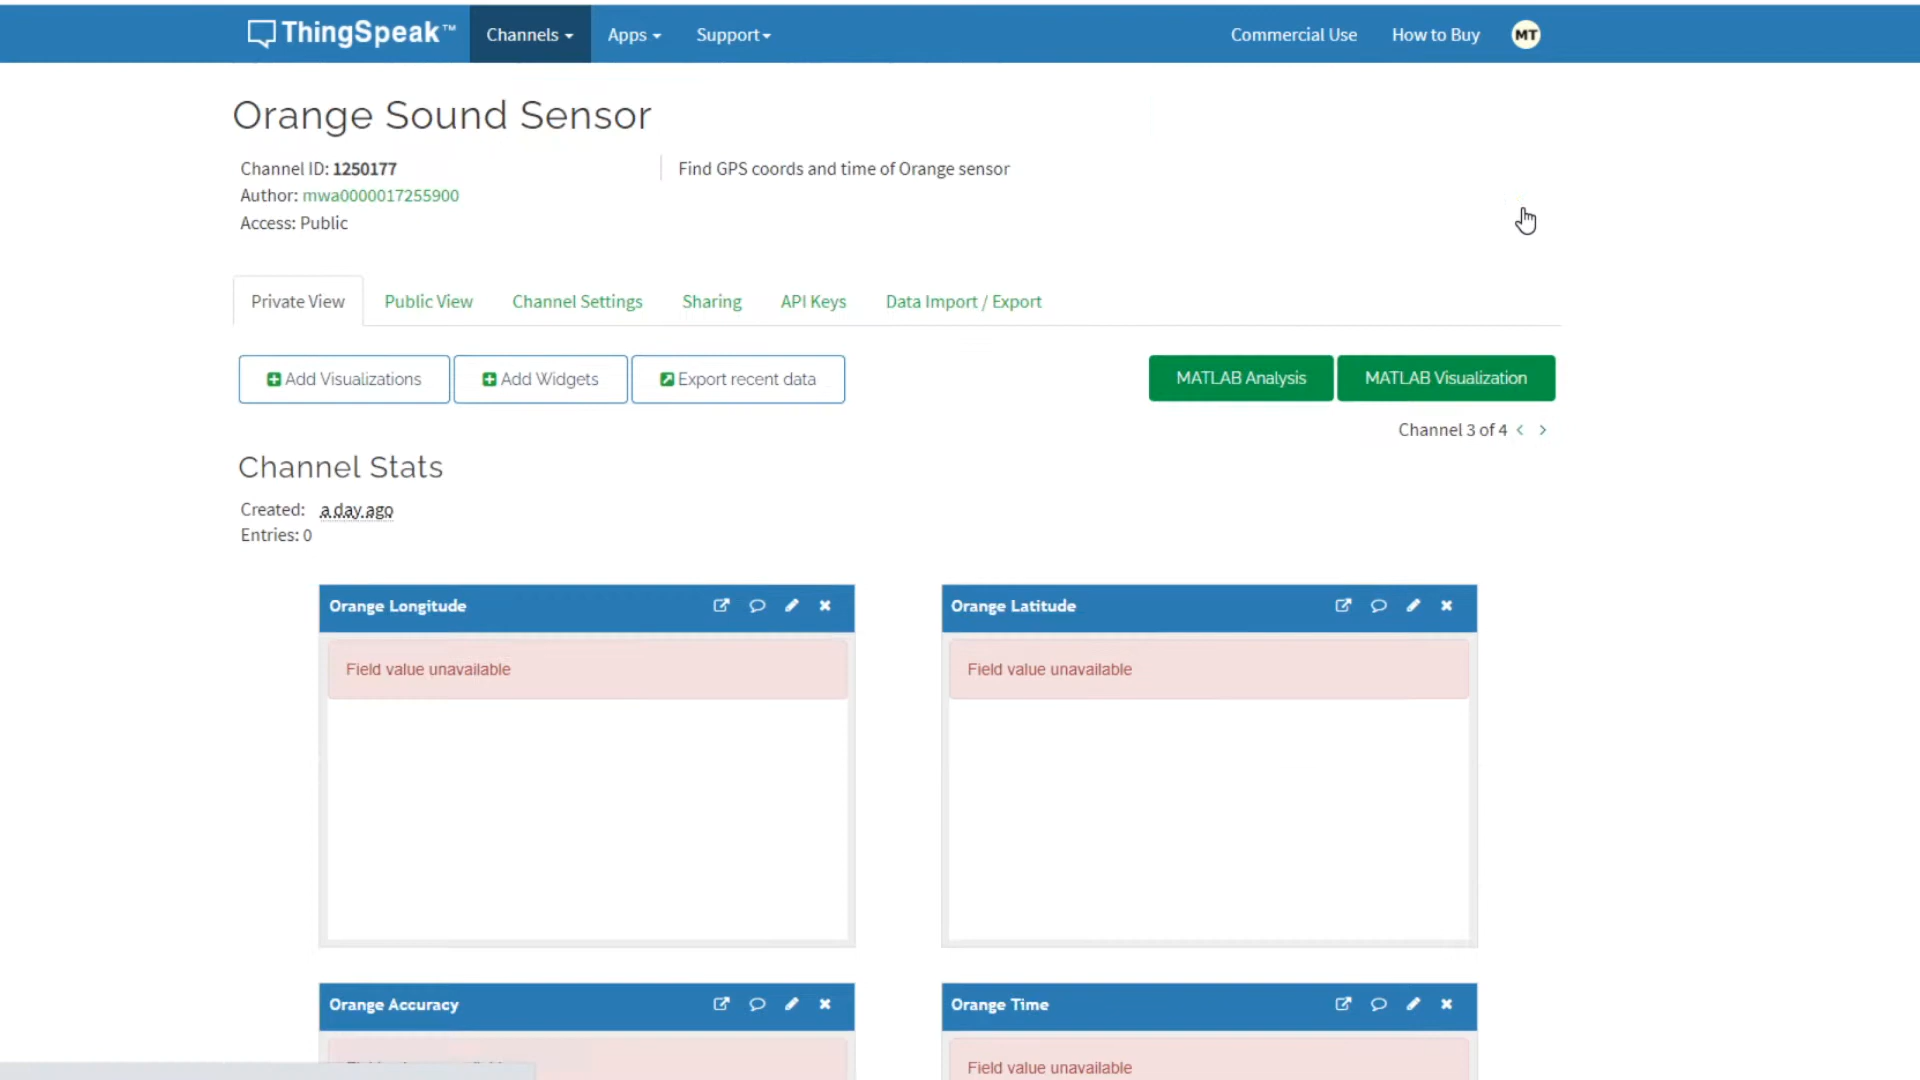 ThingSpeak™ Channels Apps Support Commercial Use How to Buy MT
Orange Sound Sensor
Channel ID: 1250177
Author: mwa0000017255900
Access: Public
Find GPS coords and time of Orange sensor
Private View Public View Channel Settings Sharing API Keys Data Import / Export
Add Visualizations Add Widgets Export recent data MATLAB Analysis MATLAB Visualization
Channel 3 of 4 < >
Channel Stats
Created: a day ago
Entries: 0
Orange Longitude
Field value unavailable
Orange Latitude
Field value unavailable
Orange Accuracy
Orange Time
Field value unavailable